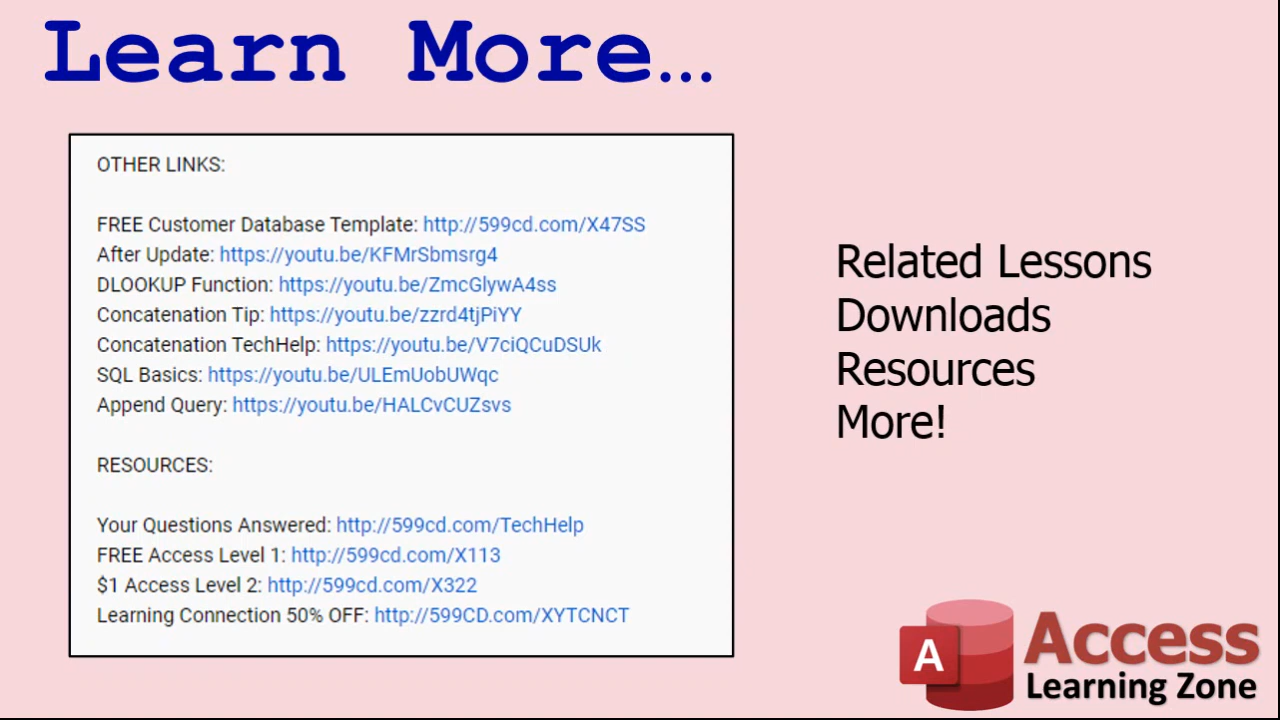 Learn More...
OTHER LINKS:
FREE Customer Database Template: http://599cd.com/X47SS
After Update: https://youtu.be/KFMrSbmsrg4
DLOOKUP Function: https://youtu.be/ZmcGlywA4ss
Concatenation Tip: https://youtu.be/zzrd4tjPiYY
Concatenation TechHelp: https://youtu.be/V7ciQCuDSUk
SQL Basics: https://youtu.be/ULEmUobUWqc
Append Query: https://youtu.be/HALCvCUZsvs
RESOURCES:
Your Questions Answered: http://599cd.com/TechHelp
FREE Access Level 1: http://599cd.com/X113
$1 Access Level 2: http://599cd.com/X322
Learning Connection 50% OFF: http://599CD.com/XYTCNCT
Related Lessons
Downloads
Resources
More!
A
Access
Learning Zone